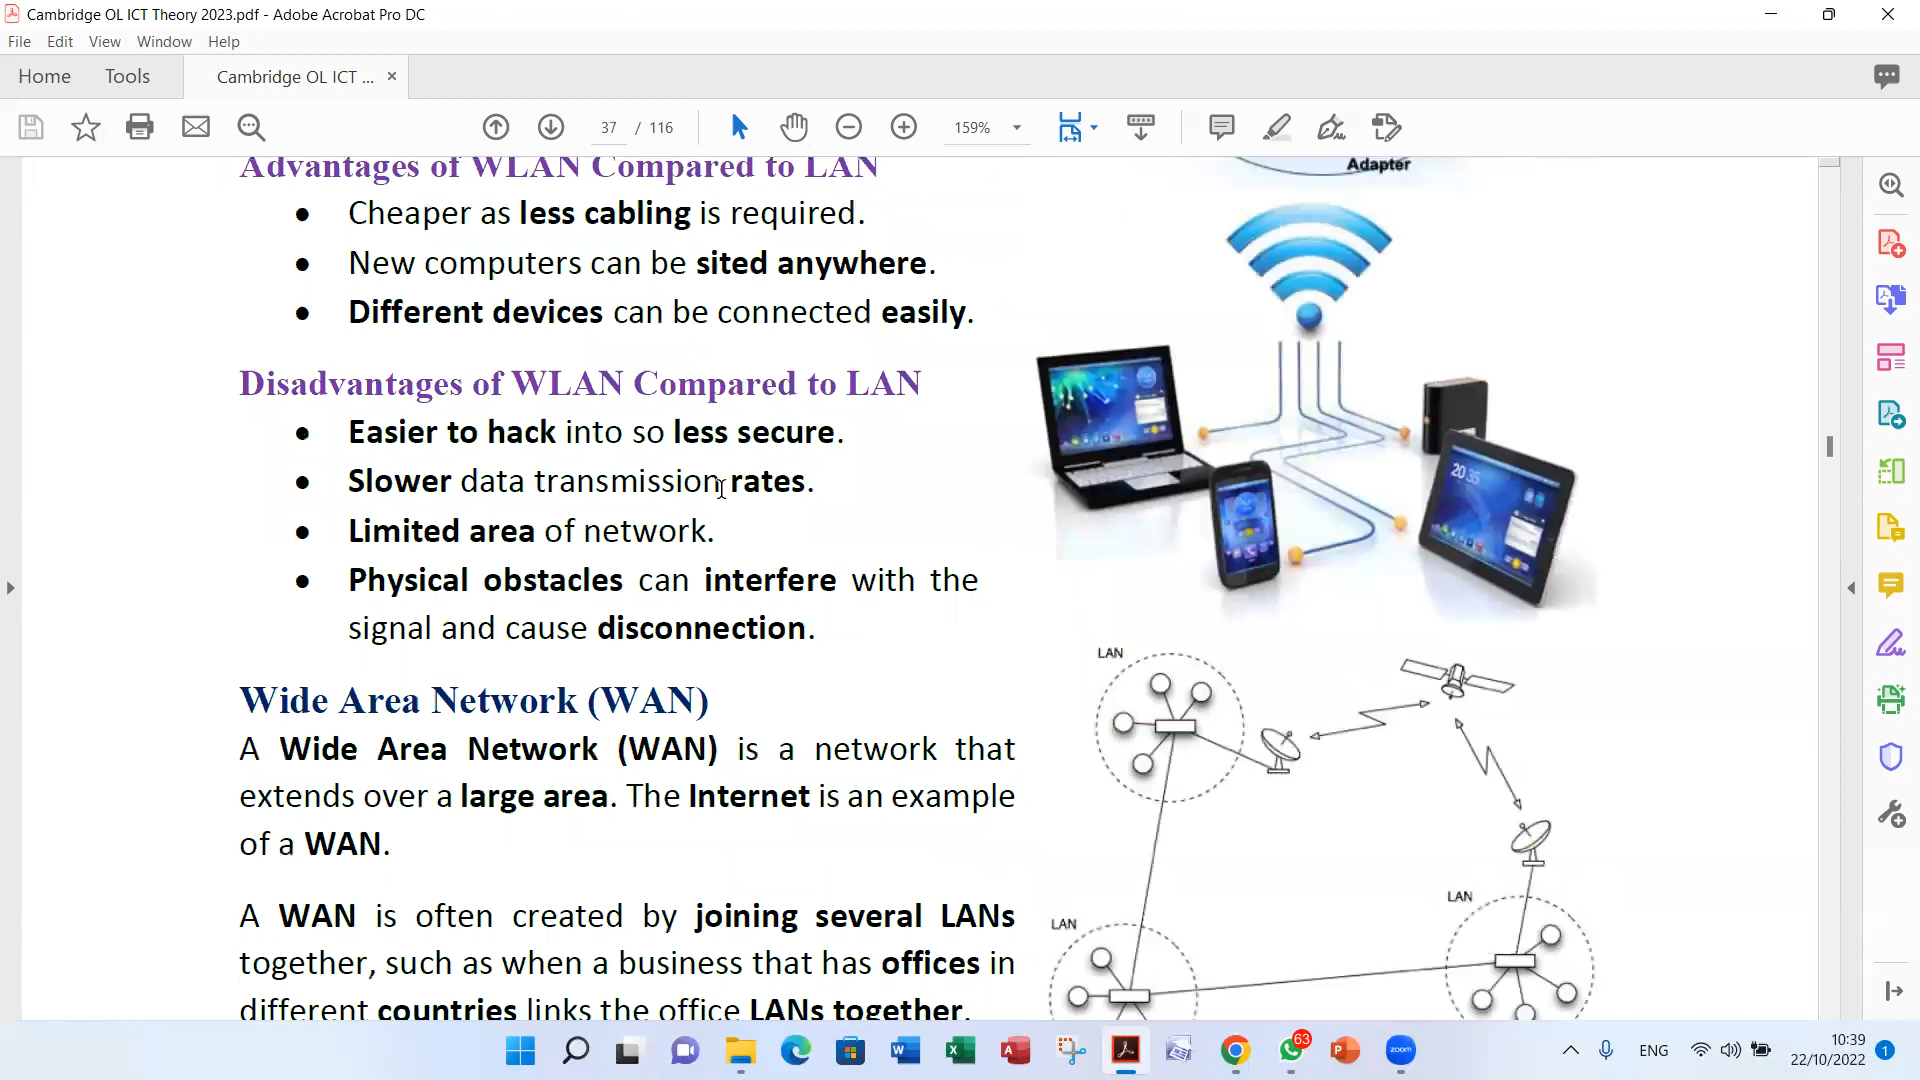 Cambridge OL ICT Theory 2023.pdf - Adobe Acrobat Pro DC
File Edit View Window Help
Home Tools Cambridge OL ICT ... ×
37 / 116 159%
Advantages of WLAN Compared to LAN
• Cheaper as less cabling is required.
• New computers can be sited anywhere.
• Different devices can be connected easily.
Disadvantages of WLAN Compared to LAN
• Easier to hack into so less secure.
• Slower data transmission rates.
• Limited area of network.
• Physical obstacles can interfere with the
signal and cause disconnection.
Wide Area Network (WAN)
A Wide Area Network (WAN) is a network that
extends over a large area. The Internet is an example
of a WAN.
A WAN is often created by joining several LANs
together, such as when a business that has offices in
different countries links the office LANs together.
Adapter
20 35
LAN
LAN
LAN
W X A 63 P zoom
ENG
10:39
22/10/2022
1